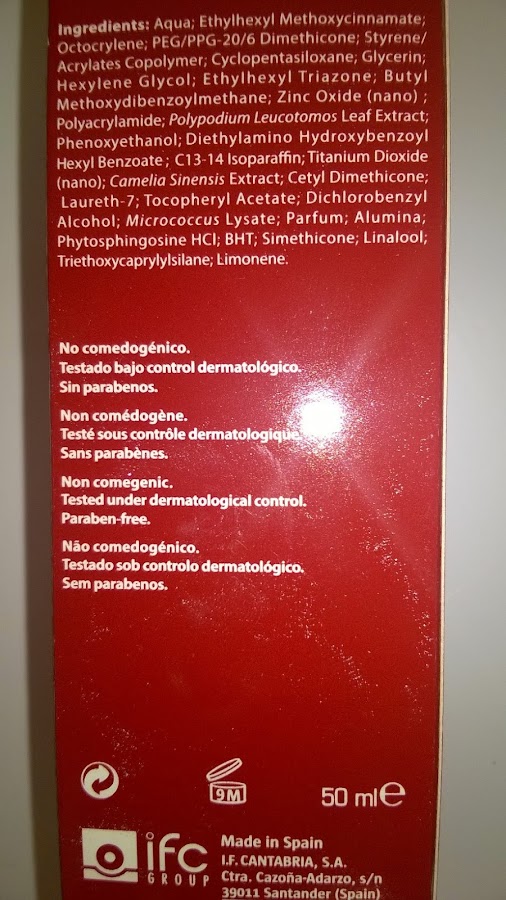 Ingredients: Aqua; Ethylhexyl Methoxycinnamate;
Octocrylene; PEG/PPG-20/6 Dimethicone; Styrene/
Acrylates Copolymer; Cyclopentasiloxane; Glycerin;
Hexylene Glycol; Ethylhexyl Triazone; Butyl
Methoxydibenzoylmethane; Zinc Oxide (nano) ;
Polyacrylamide; Polypodium Leucotomos Leaf Extract;
Phenoxyethanol; Diethylamino Hydroxybenzoyl
Hexyl Benzoate ; C13-14 Isoparaffin; Titanium Dioxide
(nano); Camelia Sinensis Extract; Cetyl Dimethicone;
Laureth-7; Tocopheryl Acetate; Dichlorobenzyl
Alcohol; Micrococcus Lysate; Parfum; Alumina;
Phytosphingosine HCl; BHT; Simethicone; Linalool;
Triethoxycaprylylsilane; Limonene.
No comedogénico.
Testado bajo control dermatológico.
Sin parabenos.
Non comédogène.
Testé sous contrôle dermatologique.
Sans parabènes.
Non comegenic.
Tested under dermatological control.
Paraben-free.
Não comedogénico.
Testado sob controlo dermatológico.
Sem parabenos.
9M
50 ml e
ifc
GROUP
Made in Spain
I.F. CANTABRIA, S.A.
Ctra. Cazoña-Adarzo, s/n
39011 Santander (Spain)